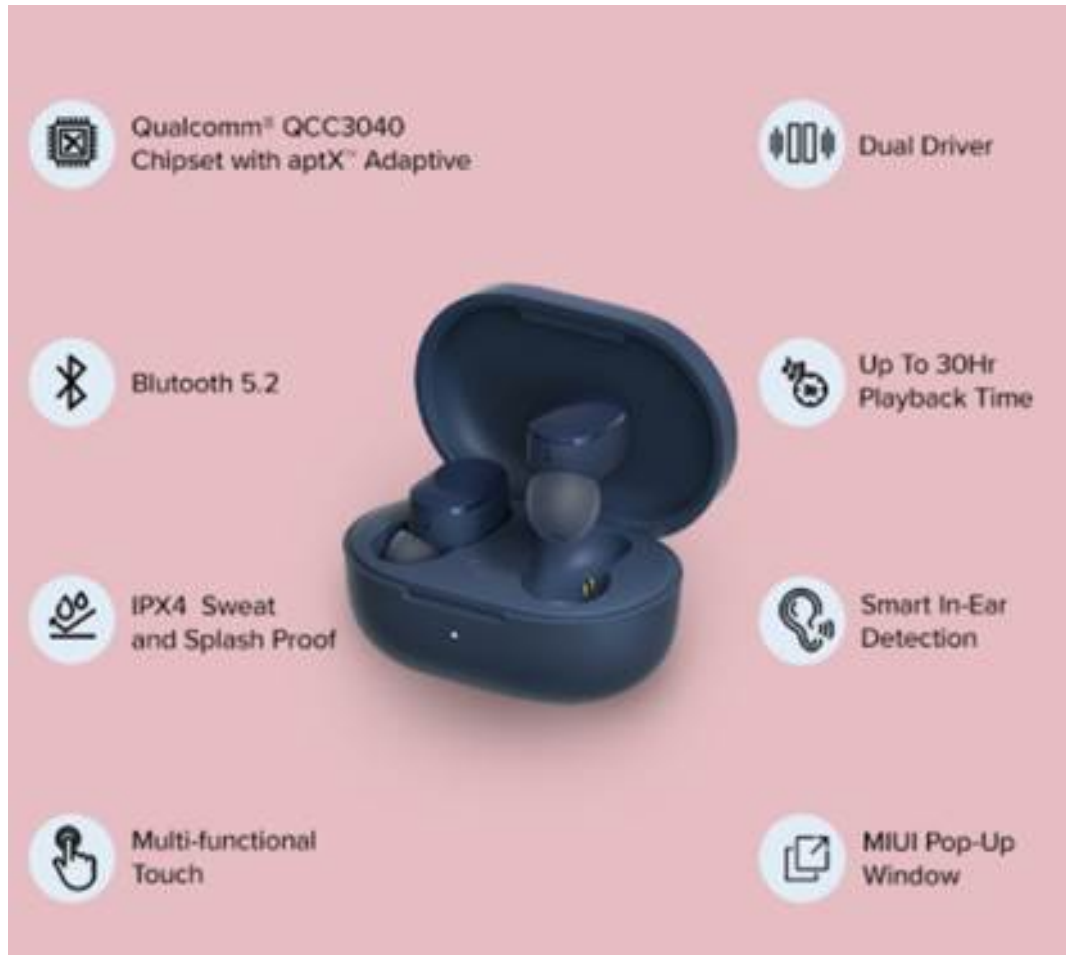 Qualcomm® QCC3040
Chipset with aptX™ Adaptive
Dual Driver
Blutooth 5.2
Up To 30Hr
Playback Time
IPX4 Sweat
and Splash Proof
Smart In-Ear
Detection
Multi-functional
Touch
MIUI Pop-Up
Window